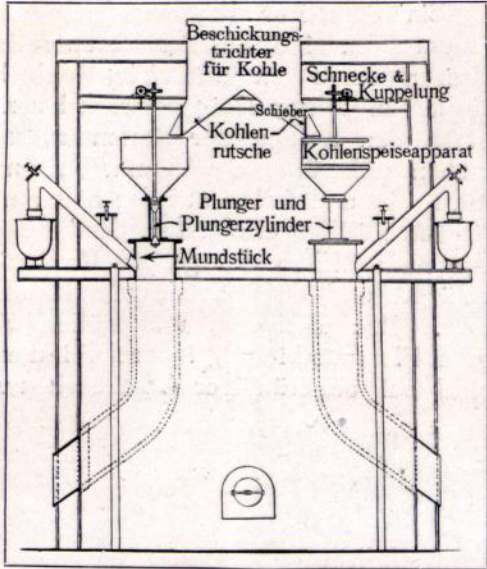 Beschickungs-
trichter
für Kohle
Schnecke &
Kuppelung
Schieber
Kohlen-
rutsche
Kohlenspeiseapparat
Plunger und
Plungerzylinder
Mundstück